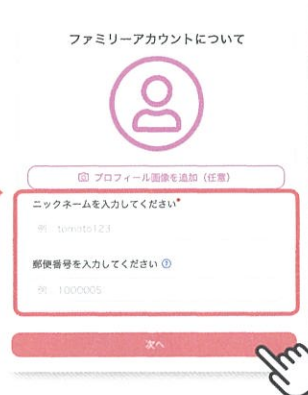 ファミリーアカウントについて
プロフィール画像を追加（任意）
ニックネームを入力してください*
例: tomato123
郵便番号を入力してください ?
例: 1000005
次へ